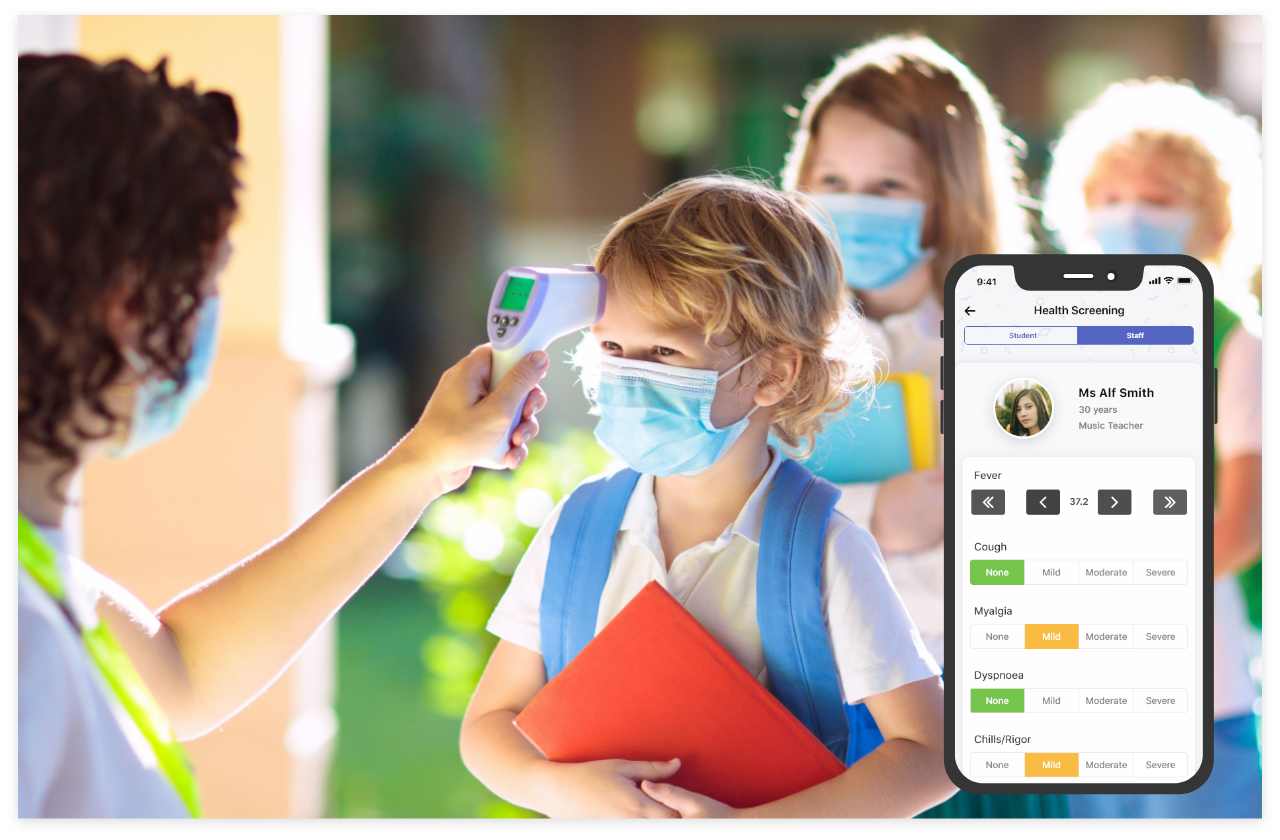 9:41
Health Screening
Student Staff
Ms Alf Smith
30 years
Music Teacher
Fever
37.2
Cough
None Mild Moderate Severe
Myalgia
None Mild Moderate Severe
Dyspnoea
None Mild Moderate Severe
Chills/Rigor
None Mild Moderate Severe